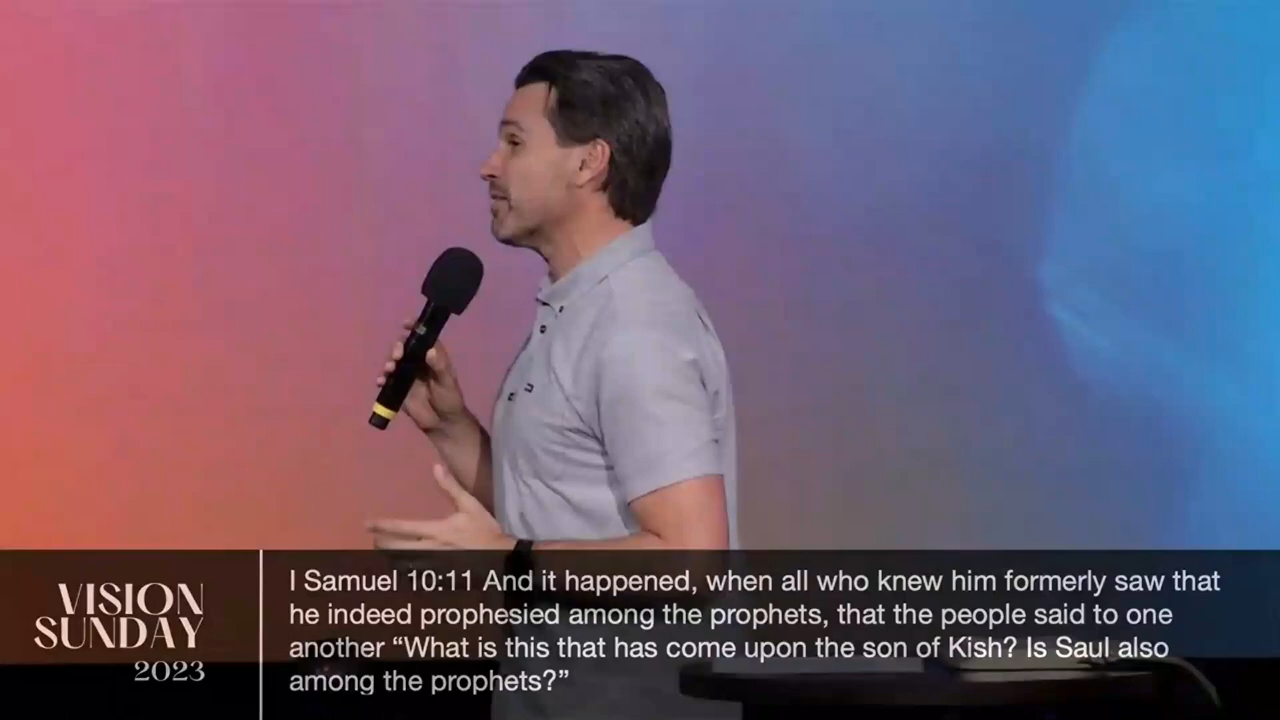 VISION
SUNDAY
2023
I Samuel 10:11 And it happened, when all who knew him formerly saw that
he indeed prophesied among the prophets, that the people said to one
another “What is this that has come upon the son of Kish? Is Saul also
among the prophets?”